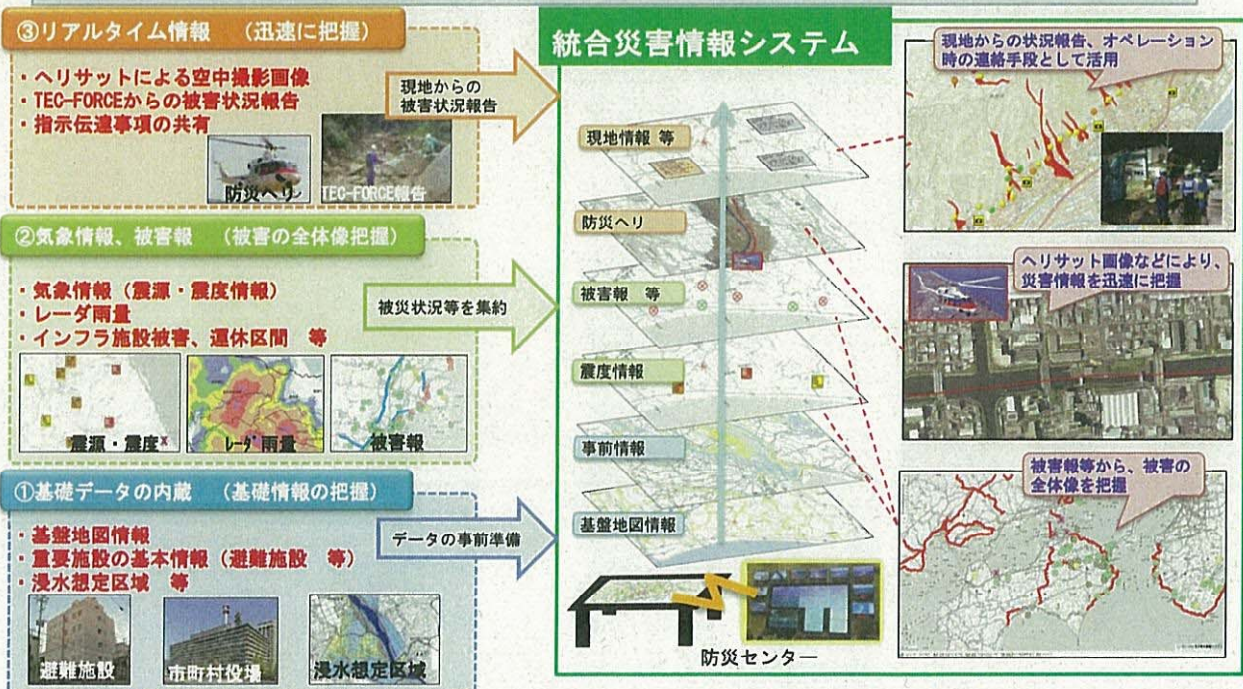 ③リアルタイム情報　(迅速に把握)
・ヘリサットによる空中撮影画像
・TEC-FORCEからの被害状況報告
・指示伝達事項の共有
防災ヘリ
TEC-FORCE報告
現地からの
被害状況報告
②気象情報、被害報　(被害の全体像把握)
・気象情報（震源・震度情報）
・レーダ雨量
・インフラ施設被害、運休区間　等
震源・震度
ﾚｰﾀﾞ雨量
被害報
被災状況等を集約
①基礎データの内蔵　(基礎情報の把握)
・基盤地図情報
・重要施設の基本情報（避難施設　等）
・浸水想定区域　等
避難施設
市町村役場
浸水想定区域
データの事前準備
統合災害情報システム
現地情報 等
防災ヘリ
被害報　等
震度情報
事前情報
基盤地図情報
防災センター
現地からの状況報告、オペレーション
時の連絡手段として活用
ヘリサット画像などにより、
災害情報を迅速に把握
被害報等から、被害の
全体像を把握